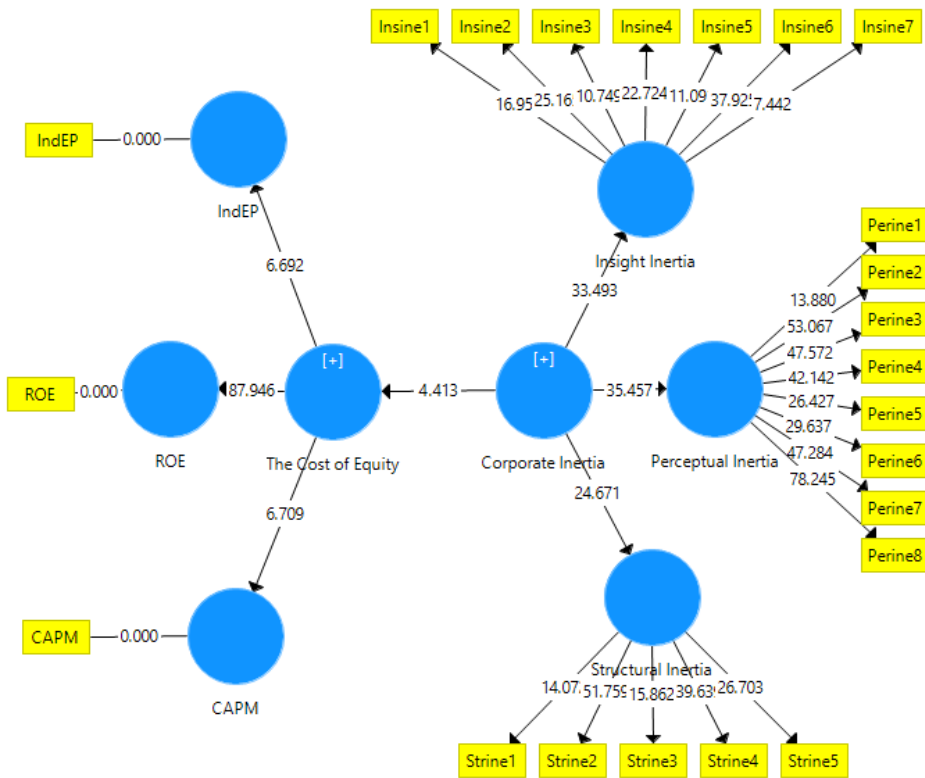 Insine1 Insine2 Insine3 Insine4 Insine5 Insine6 Insine7
16.95 25.16 10.749 22.724 11.09 37.92 7.442
IndEP 0.000
IndEP
6.692
Insight Inertia
33.493
Perine1
13.880
Perine2
53.067
Perine3
47.572
Perine4
42.142
Perine5
26.427
Perine6
29.637
Perine7
47.284
Perine8
78.245
[+] [+]
ROE 0.000 87.946 4.413 35.457
ROE The Cost of Equity Corporate Inertia Perceptual Inertia
24.671
6.709
CAPM 0.000
CAPM
Structural Inertia
14.07 51.759 15.862 39.63 26.703
Strine1 Strine2 Strine3 Strine4 Strine5